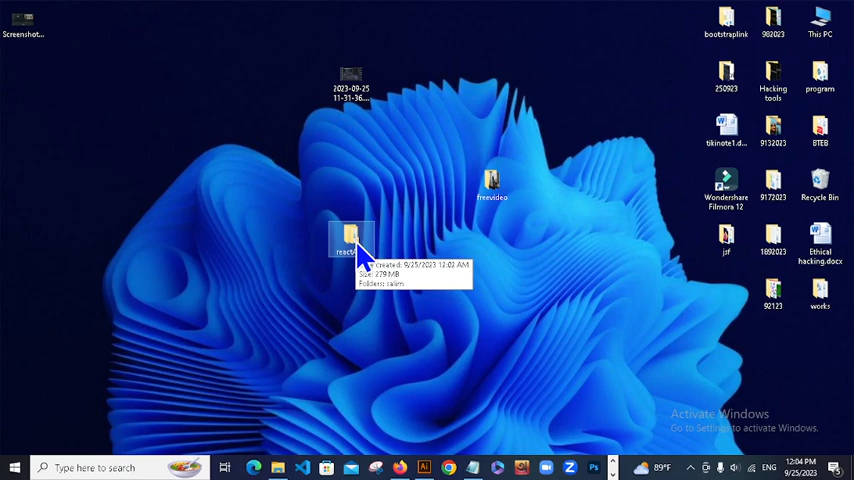 Screenshot...
2023-09-25
11-31-36....
bootstraplink
982023
This PC
250923
Hacking
tools
program
tikinote1.d...
9132023
BTEB
freevideo
Wondershare
Filmora 12
9172023
Recycle Bin
created: 9/25/2023 12:02 AM
Size: 279 MB
Folders: salim
jsf
1892023
Ethical
hacking.docx
92123
works
Activate Windows
Go to Settings to activate Windows.
Type here to search
89°F
ENG
12:04 PM
9/25/2023
5